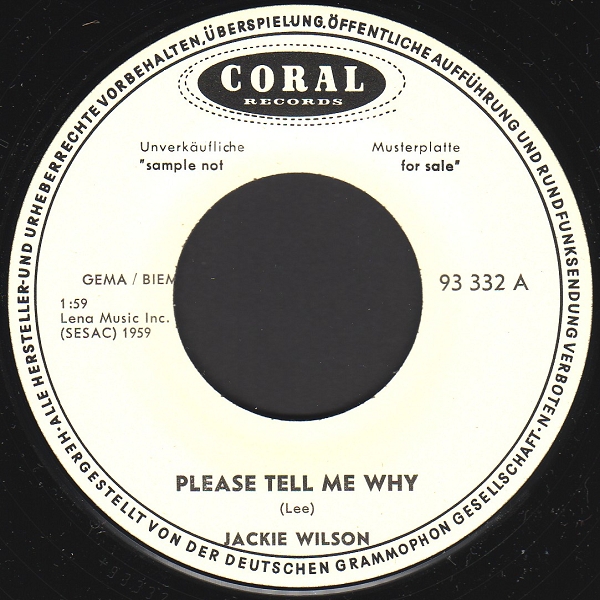 ALLE HERSTELLER-UND URHEBERRECHTE VORBEHALTEN, ÜBERSPIELUNG, ÖFFENTLICHE AUFFÜHRUNG UND RUNDFUNKSENDUNG VERBOTEN
CORAL
RECORDS
Unverkäufliche Musterplatte
"sample not for sale"
GEMA / BIEM
93 332 A
1:59
Lena Music Inc.
(SESAC) 1959
PLEASE TELL ME WHY
(Lee)
JACKIE WILSON
·HERGESTELLT VON DER DEUTSCHEN GRAMMOPHON GESELLSCHAFT·